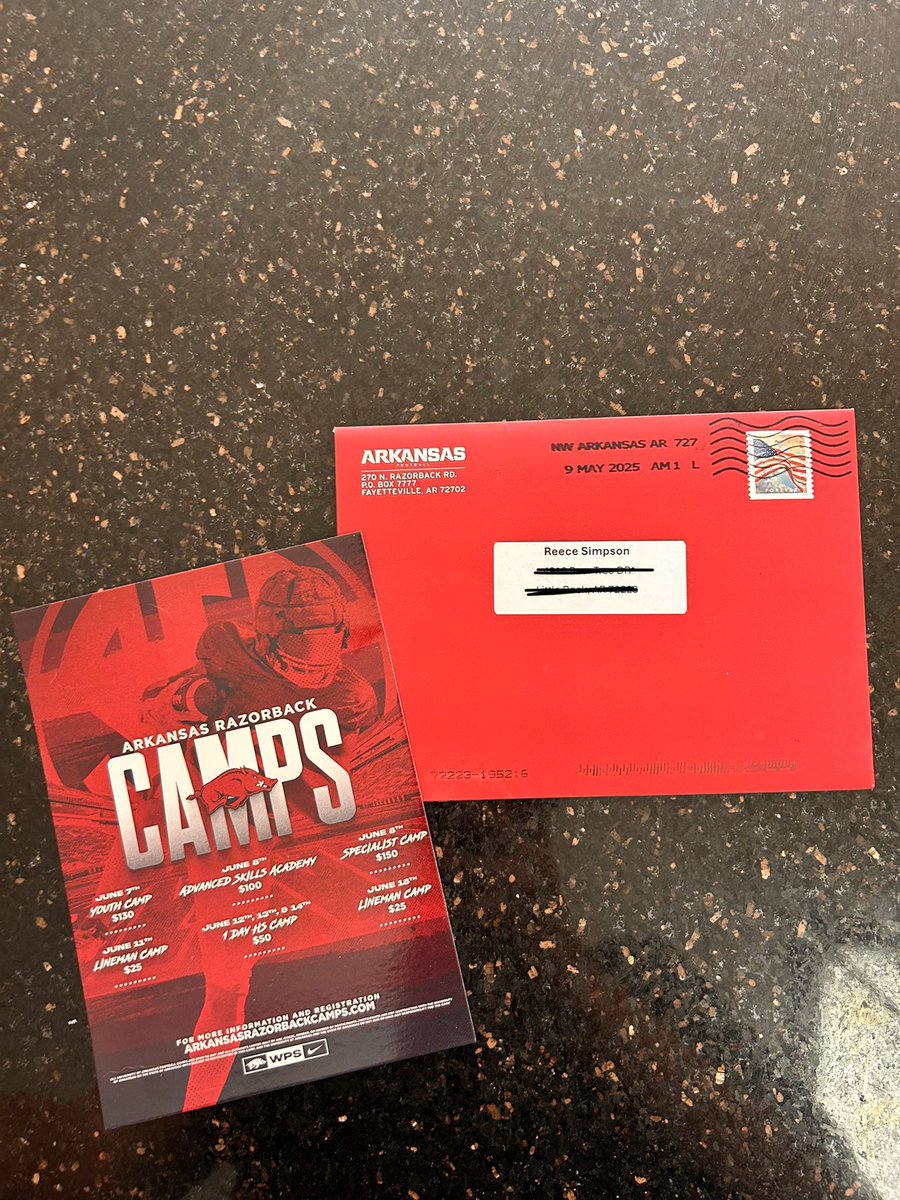 ARKANSAS
FOOTBALL
270 N. RAZORBACK RD.
P.O. BOX 7777
FAYETTEVILLE, AR 72702
NW ARKANSAS AR 727
9 MAY 2025 AM 1 L
FOREVER
Reece Simpson
ARKANSAS RAZORBACK
CAMPS
JUNE 7TH
YOUTH CAMP
$130
JUNE 8TH
ADVANCED SKILLS ACADEMY
$100
JUNE 8TH
SPECIALIST CAMP
$150
JUNE 11TH
LINEMAN CAMP
$25
JUNE 12TH, 13TH, & 14TH
1 DAY HS CAMP
$50
JUNE 15TH
LINEMAN CAMP
$25
FOR MORE INFORMATION AND REGISTRATION
ARKANSASRAZORBACKCAMPS.COM
WPS